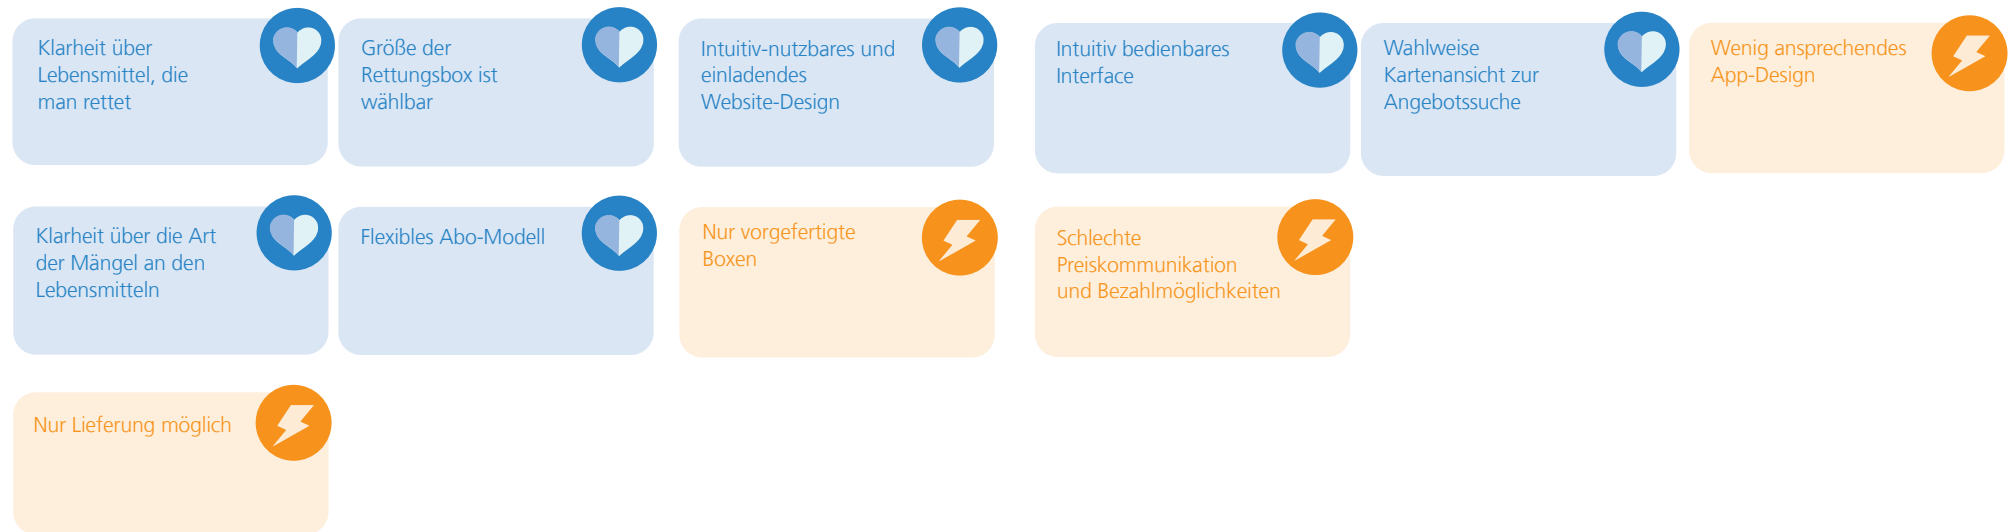 Klarheit über
Lebensmittel, die
man rettet
Größe der
Rettungsbox ist
wählbar
Intuitiv-nutzbares und
einladendes
Website-Design
Intuitiv bedienbares
Interface
Wahlweise
Kartenansicht zur
Angebotssuche
Wenig ansprechendes
App-Design
Klarheit über die Art
der Mängel an den
Lebensmitteln
Flexibles Abo-Modell
Nur vorgefertigte
Boxen
Schlechte
Preiskommunikation
und Bezahlmöglichkeiten
Nur Lieferung möglich